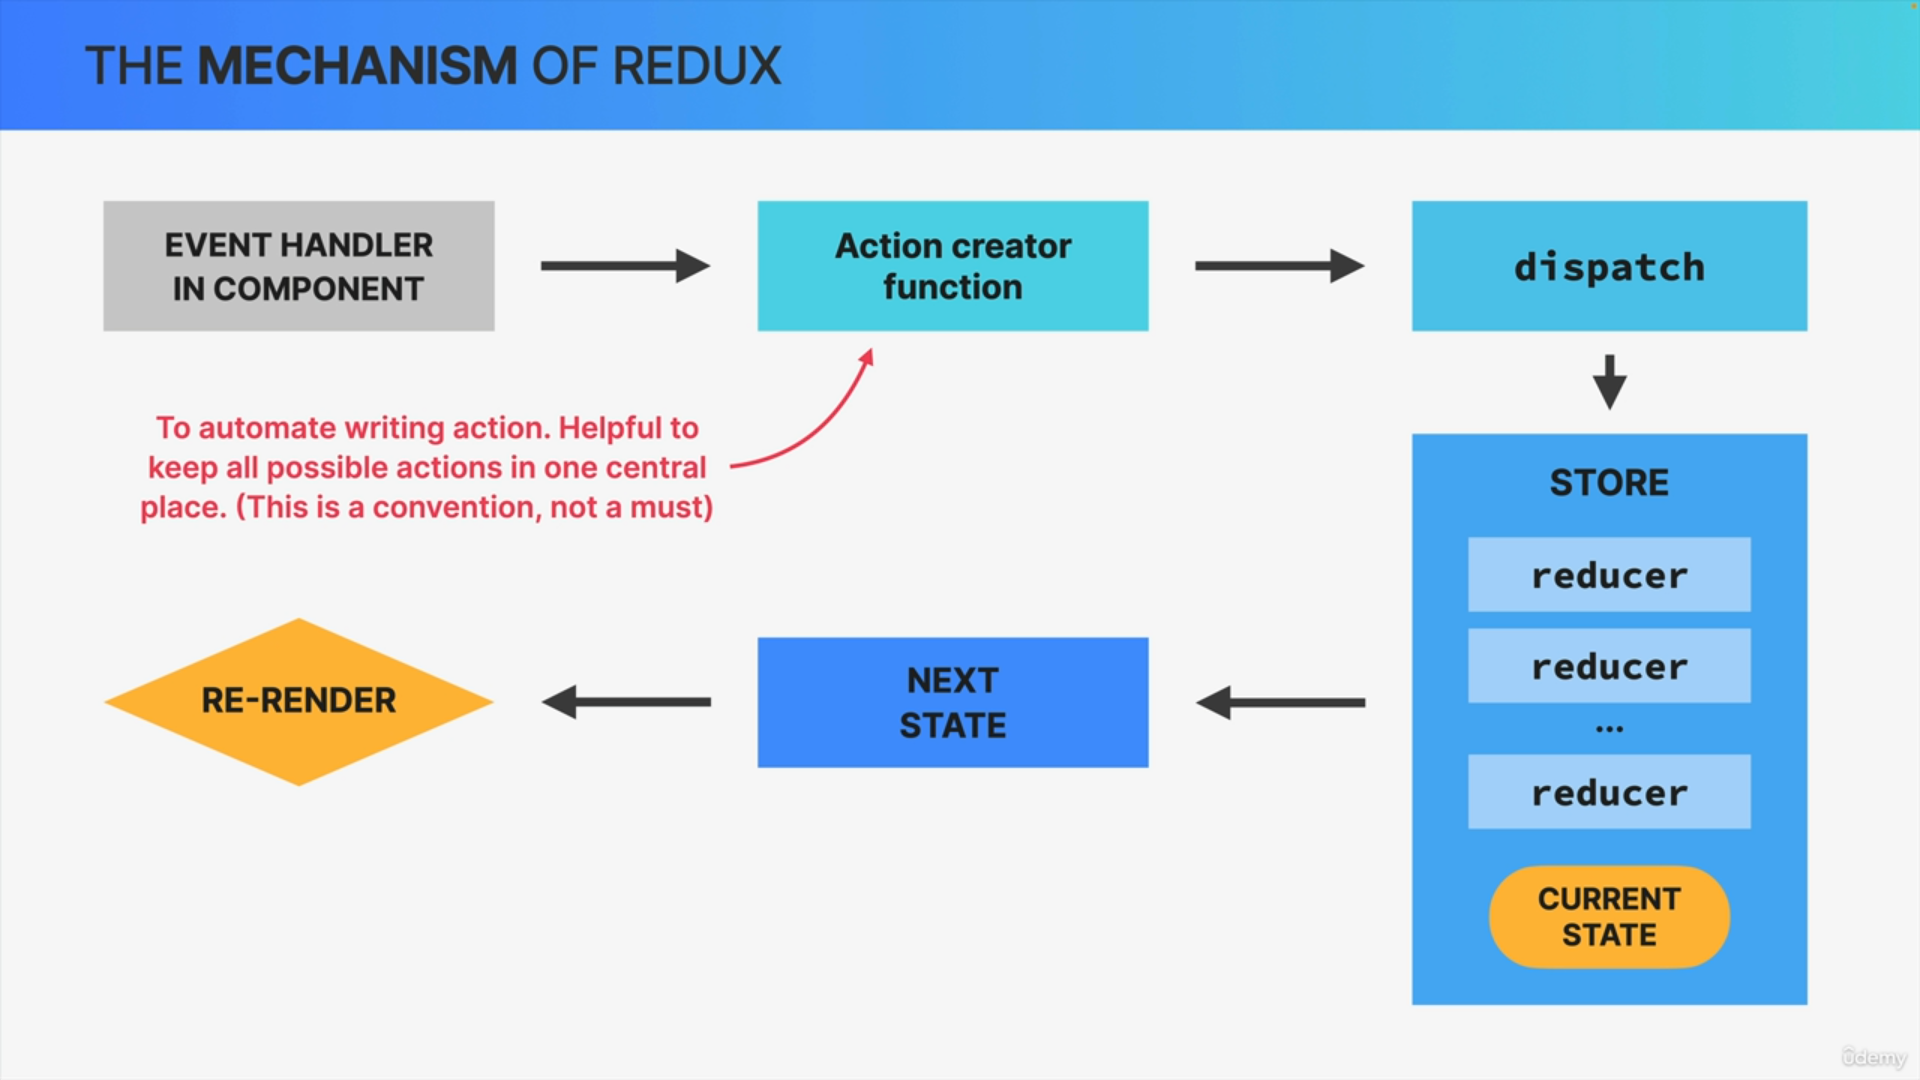 THE MECHANISM OF REDUX
EVENT HANDLER
IN COMPONENT
Action creator
function
dispatch
To automate writing action. Helpful to
keep all possible actions in one central
place. (This is a convention, not a must)
STORE
reducer
reducer
...
reducer
CURRENT
STATE
NEXT
STATE
RE-RENDER
ûdemy